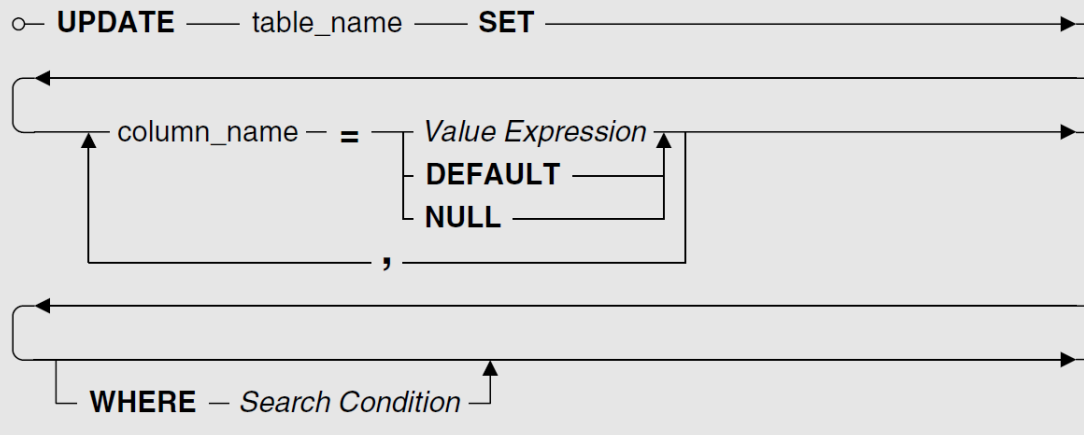 UPDATE table_name SET
column_name = Value Expression
DEFAULT
NULL
,
WHERE Search Condition